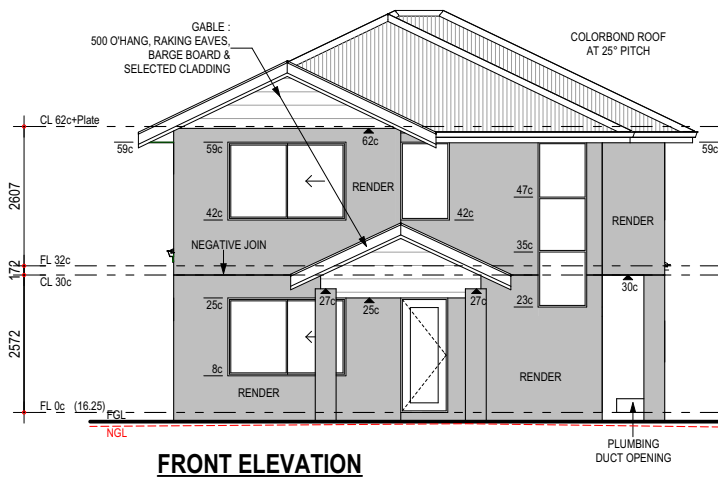 GABLE :
500 O'HANG, RAKING EAVES,
BARGE BOARD &
SELECTED CLADDING
COLORBOND ROOF
AT 25° PITCH
CL 62c+Plate
62c
59c
59c
59c
RENDER
47c
RENDER
42c
42c
2607
35c
NEGATIVE JOIN
FL 32c
172
CL 30c
30c
27c
27c
25c
25c
23c
2572
8c
RENDER
RENDER
FL 0c (16.25)
FGL
NGL
PLUMBING
DUCT OPENING
FRONT ELEVATION